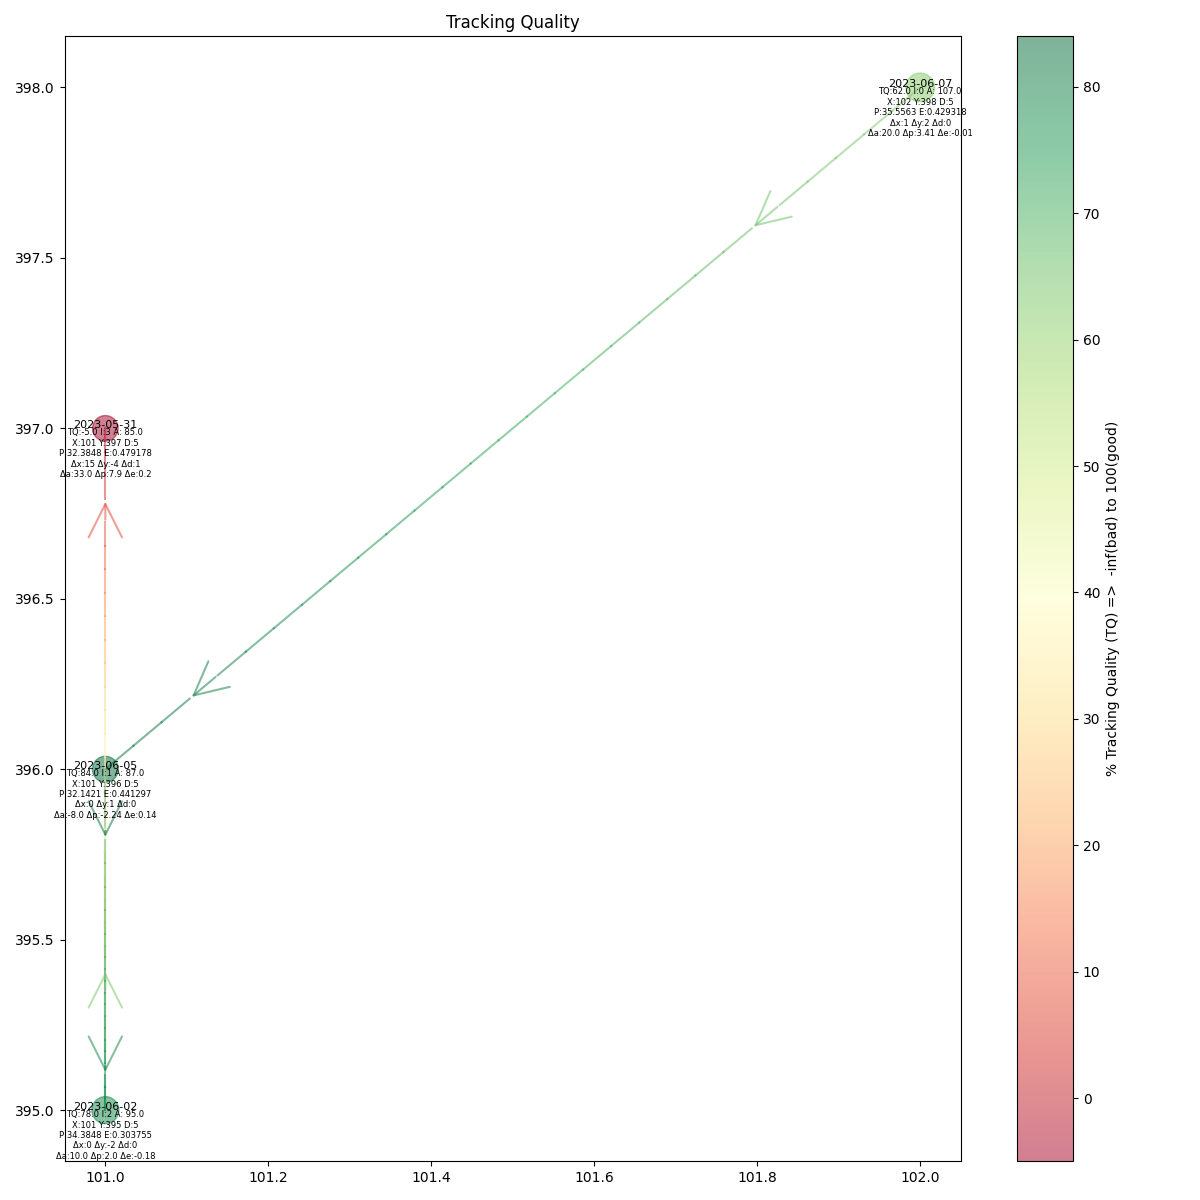 Tracking Quality
398.0
397.5
397.0
396.5
396.0
395.5
395.0
2023-06-07
TQ:62.0 I:0 A: 107.0
X:102 Y:398 D:5
P:35.5563 E:0.429318
Δx:1 Δy:2 Δd:0
Δa:20.0 Δp:3.41 Δe:-0.01
2023-05-31
TQ:-5.0 I:3 A: 85.0
X:101 Y:397 D:5
P:32.3848 E:0.479178
Δx:15 Δy:-4 Δd:1
Δa:33.0 Δp:7.9 Δe:0.2
2023-06-05
TQ:84.0 I:1 A: 87.0
X:101 Y:396 D:5
P:32.1421 E:0.441297
Δx:0 Δy:1 Δd:0
Δa:-8.0 Δp:-2.24 Δe:0.14
2023-06-02
TQ:78.0 I:2 A: 95.0
X:101 Y:395 D:5
P:34.3848 E:0.303755
Δx:0 Δy:-2 Δd:0
Δa:10.0 Δp:2.0 Δe:-0.18
101.0 101.2 101.4 101.6 101.8 102.0
80
70
60
50
40
30
20
10
0
% Tracking Quality (TQ) => -inf(bad) to 100(good)